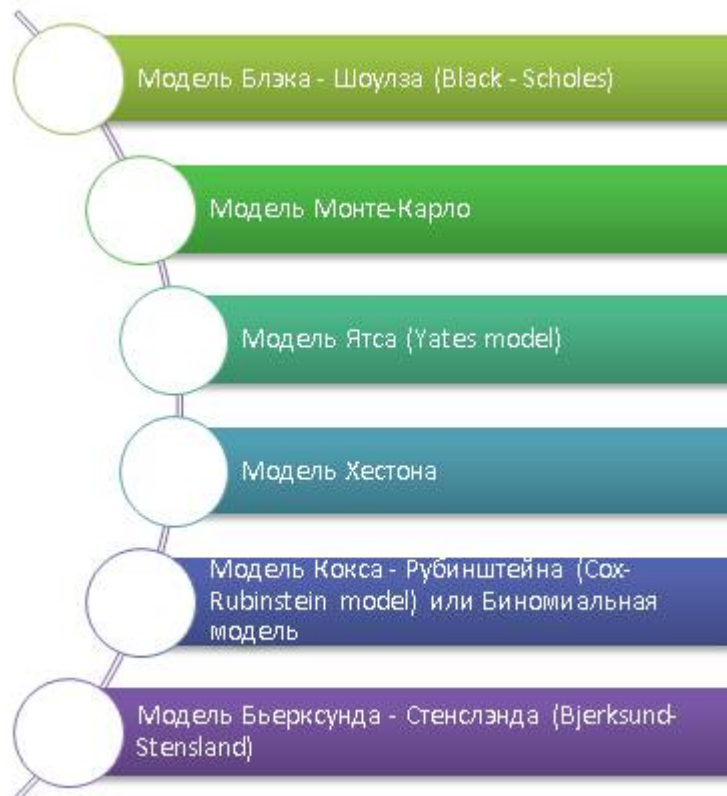 Модель Блэка - Шоулза (Black - Scholes)
Модель Монте-Карло
Модель Ятса (Yates model)
Модель Хестона
Модель Кокса - Рубинштейна (Cox-
Rubinstein model) или Биномиальная
модель
Модель Бьерксунда - Стенслэнда (Bjerksund-
Stensland)